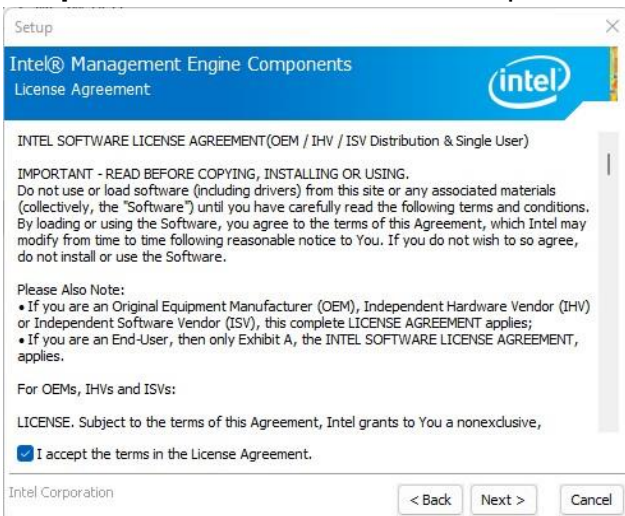 Setup
Intel® Management Engine Components
License Agreement
intel
INTEL SOFTWARE LICENSE AGREEMENT(OEM / IHV / ISV Distribution & Single User)
IMPORTANT - READ BEFORE COPYING, INSTALLING OR USING.
Do not use or load software (including drivers) from this site or any associated materials
(collectively, the "Software") until you have carefully read the following terms and conditions.
By loading or using the Software, you agree to the terms of this Agreement, which Intel may
modify from time to time following reasonable notice to You. If you do not wish to so agree,
do not install or use the Software.
Please Also Note:
• If you are an Original Equipment Manufacturer (OEM), Independent Hardware Vendor (IHV)
or Independent Software Vendor (ISV), this complete LICENSE AGREEMENT applies;
• If you are an End-User, then only Exhibit A, the INTEL SOFTWARE LICENSE AGREEMENT,
applies.
For OEMs, IHVs and ISVs:
LICENSE. Subject to the terms of this Agreement, Intel grants to You a nonexclusive,
I accept the terms in the License Agreement.
Intel Corporation
< Back Next > Cancel